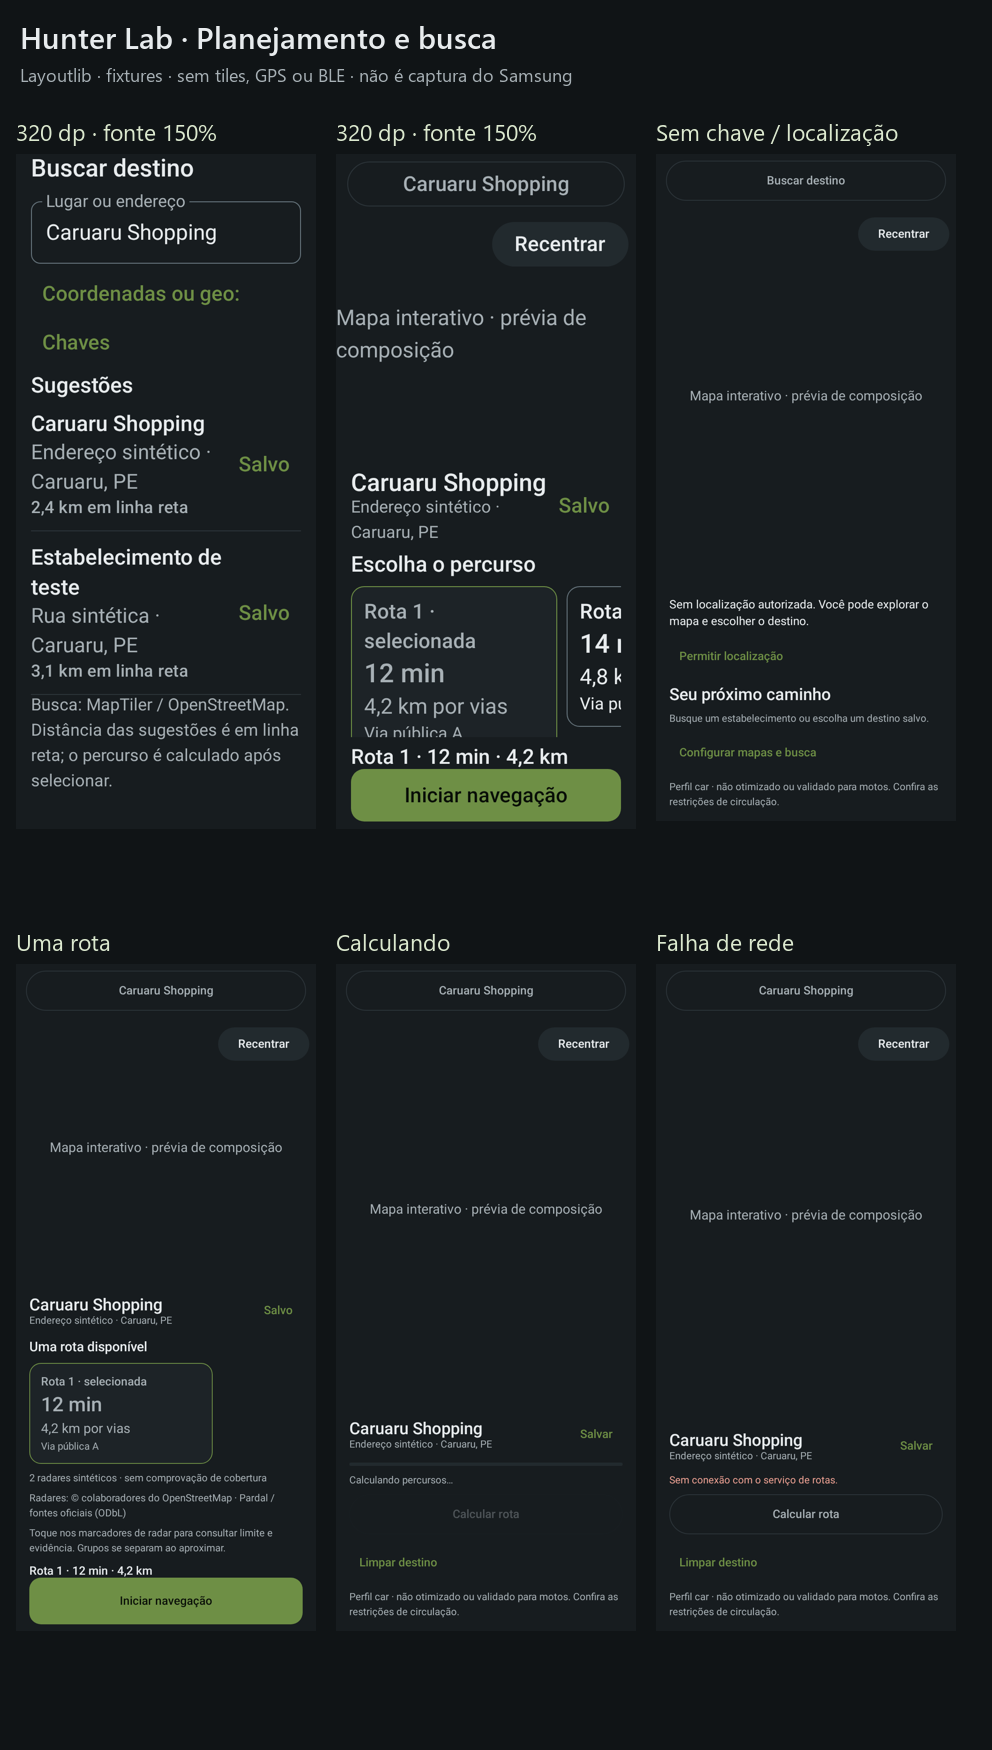 Hunter Lab · Planejamento e busca
Layoutlib · fixtures · sem tiles, GPS ou BLE · não é captura do Samsung
320 dp · fonte 150%
Buscar destino
Lugar ou endereço
Caruaru Shopping
Coordenadas ou geo:
Chaves
Sugestões
Caruaru Shopping
Endereço sintético ·
Caruaru, PE
Salvo
2,4 km em linha reta
Estabelecimento de
teste
Rua sintética ·
Caruaru, PE
Salvo
3,1 km em linha reta
Busca: MapTiler / OpenStreetMap.
Distância das sugestões é em linha
reta; o percurso é calculado após
selecionar.
320 dp · fonte 150%
Caruaru Shopping
Recentrar
Mapa interativo · prévia de
composição
Caruaru Shopping
Endereço sintético ·
Caruaru, PE
Salvo
Escolha o percurso
Rota 1 ·
selecionada
12 min
4,2 km por vias
Via pública A
Rota
14
4,8
Via
Rota 1 · 12 min · 4,2 km
Iniciar navegação
Sem chave / localização
Buscar destino
Recentrar
Mapa interativo · prévia de composição
Sem localização autorizada. Você pode explorar o
mapa e escolher o destino.
Permitir localização
Seu próximo caminho
Busque um estabelecimento ou escolha um destino salvo.
Configurar mapas e busca
Perfil car · não otimizado ou validado para motos. Confira as
restrições de circulação.
Uma rota
Caruaru Shopping
Recentrar
Mapa interativo · prévia de composição
Caruaru Shopping
Endereço sintético · Caruaru, PE
Salvo
Uma rota disponível
Rota 1 · selecionada
12 min
4,2 km por vias
Via pública A
2 radares sintéticos · sem comprovação de cobertura
Radares: © colaboradores do OpenStreetMap · Pardal /
fontes oficiais (ODbL)
Toque nos marcadores de radar para consultar limite e
evidência. Grupos se separam ao aproximar.
Rota 1 · 12 min · 4,2 km
Iniciar navegação
Calculando
Caruaru Shopping
Recentrar
Mapa interativo · prévia de composição
Caruaru Shopping
Endereço sintético · Caruaru, PE
Salvar
Calculando percursos…
Calcular rota
Limpar destino
Perfil car · não otimizado ou validado para motos. Confira as
restrições de circulação.
Falha de rede
Caruaru Shopping
Recentrar
Mapa interativo · prévia de composição
Caruaru Shopping
Endereço sintético · Caruaru, PE
Salvar
Sem conexão com o serviço de rotas.
Calcular rota
Limpar destino
Perfil car · não otimizado ou validado para motos. Confira as
restrições de circulação.